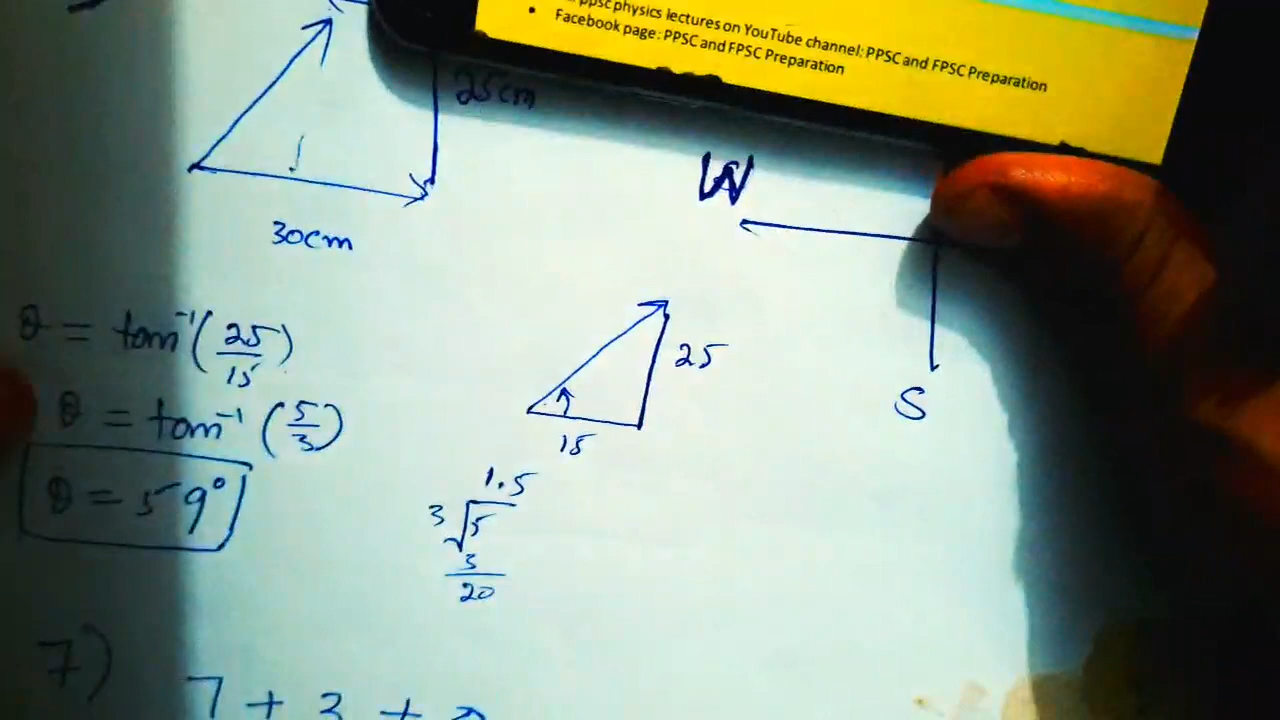 ppsc physics lectures on YouTube channel: PPSC and FPSC Preparation
• Facebook page: PPSC and FPSC Preparation
25cm
W
30cm
θ = tan⁻¹(25/15)
25
15
S
θ = tan⁻¹(5/3)
θ = 59°
1.5
3√5
3
20
7)
7 + 3 +